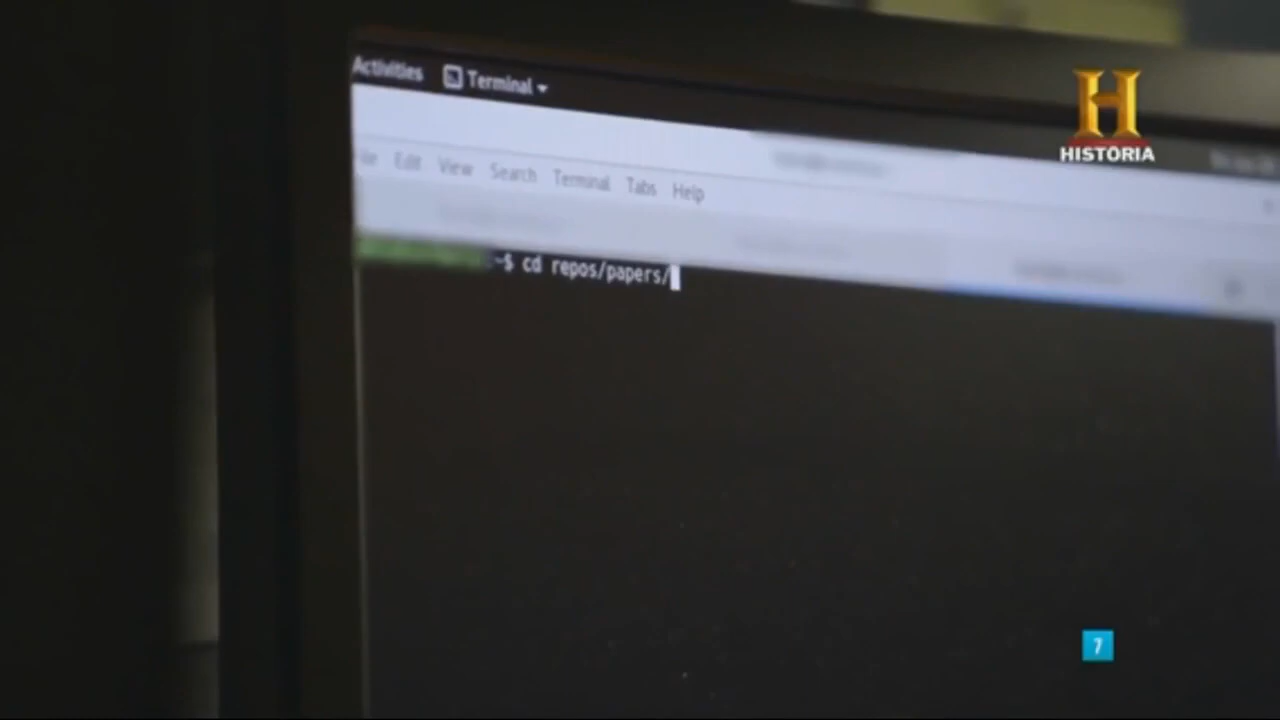 Activities Terminal
H
HISTORIA
Edit View Search Terminal Tabs Help
~$ cd repos/papers/
7